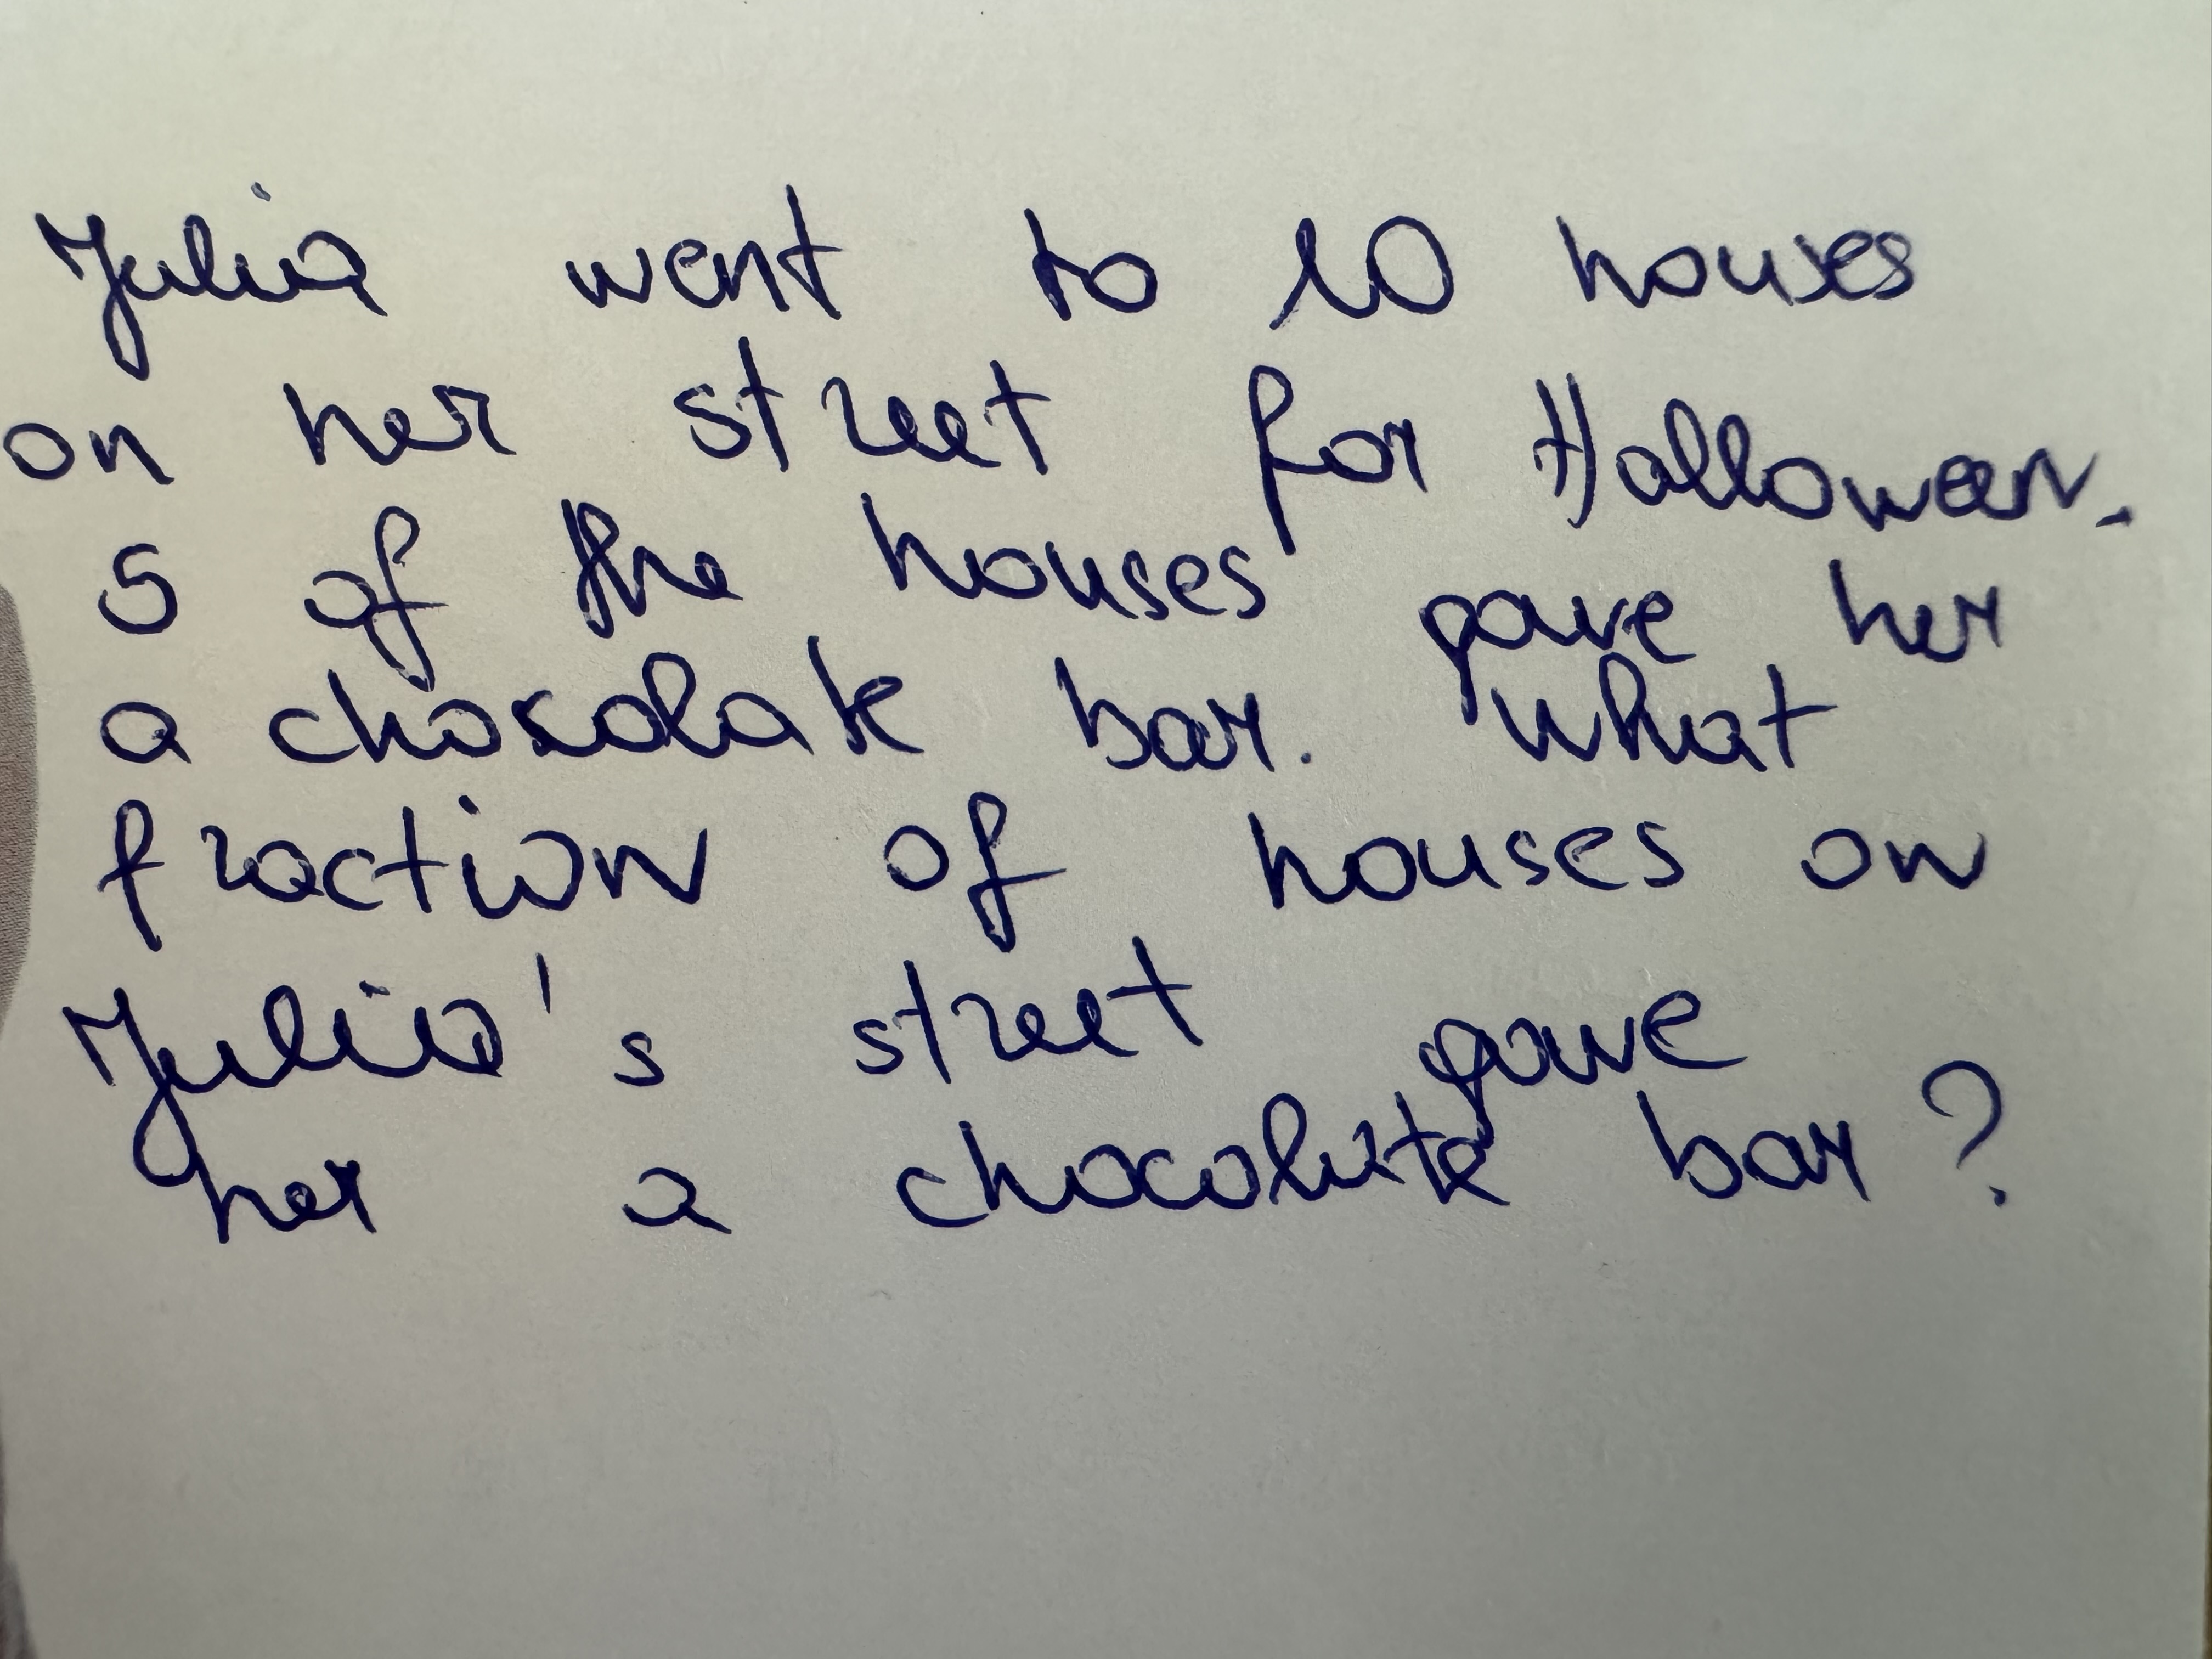 Julia went to 10 houses
on her street for Halloween.
5 of the houses gave her
a chocolate bar. What
fraction of houses on
Julia's street gave
her a chocolate bar?